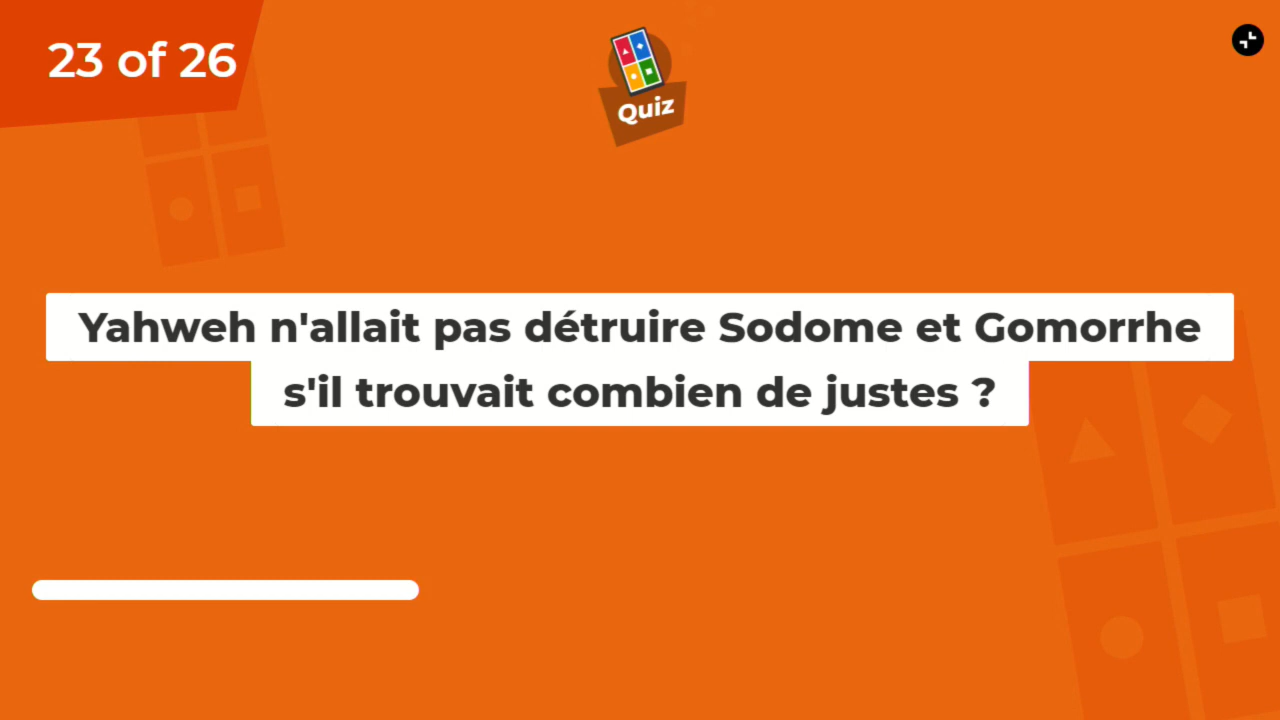 23 of 26
Quiz
Yahweh n'allait pas détruire Sodome et Gomorrhe
s'il trouvait combien de justes ?